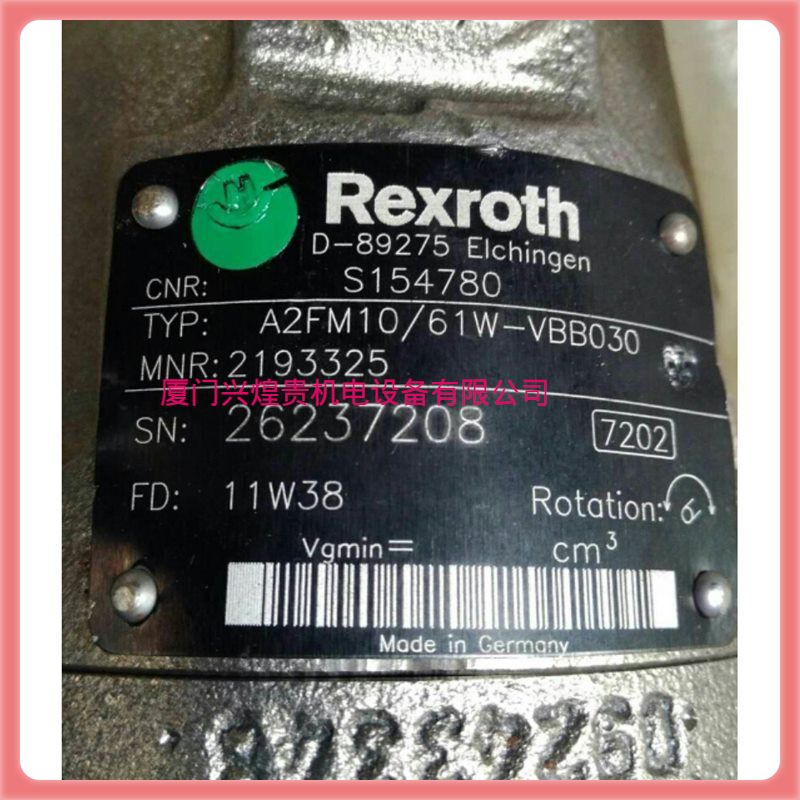 Rexroth
D-89275 Elchingen
CNR: S154780
TYP: A2FM10/61W-VBB030
MNR: 2193325
厦门兴煌贵机电设备有限公司
SN: 26237208 7202
FD: 11W38 Rotation:
Vgmin= cm³
Made in Germany